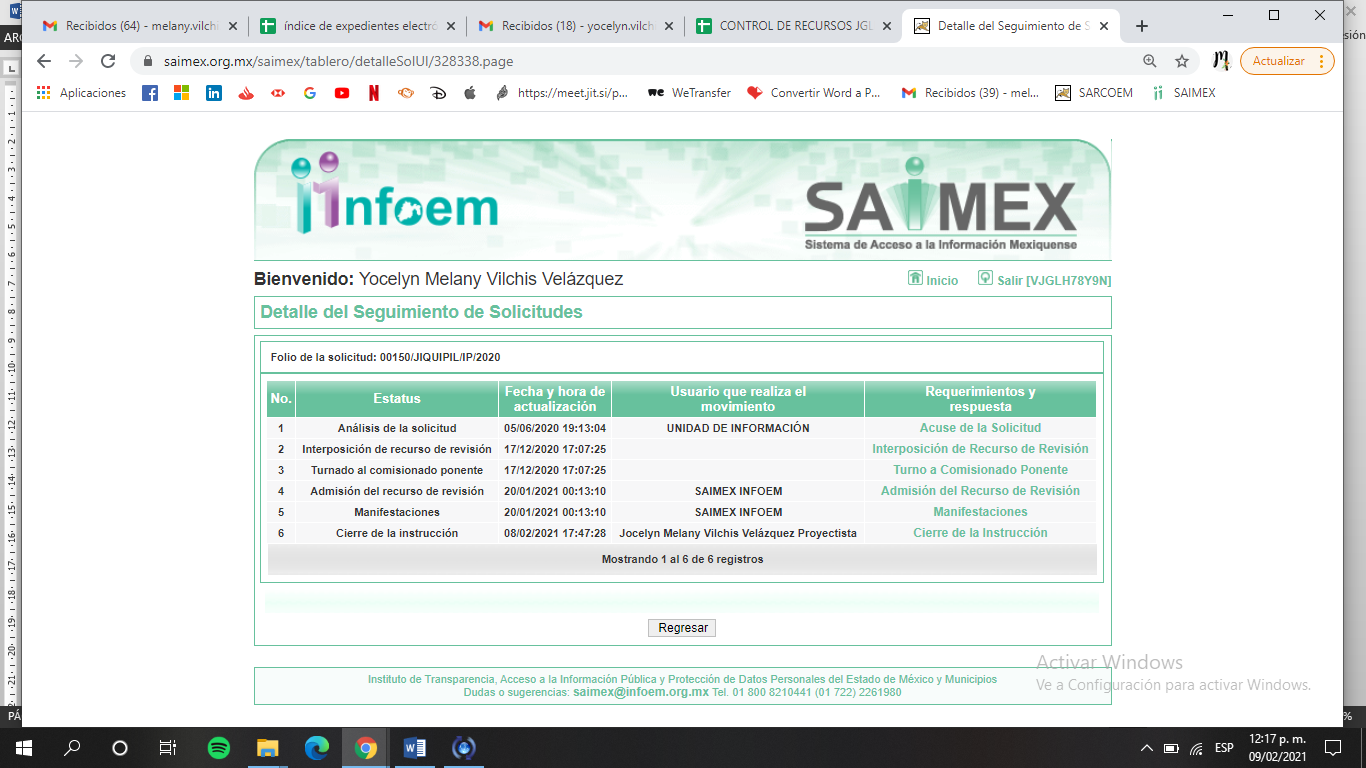 Recibidos (64) - melany.vilchi
índice de expedientes electró
Recibidos (18) - yocelyn.vilchi
CONTROL DE RECURSOS JGL
Detalle del Seguimiento de S
saimex.org.mx/saimex/tablero/detalleSolUI/328338.page
Actualizar
Aplicaciones
https://meet.jit.si/p...
WeTransfer
Convertir Word a P...
Recibidos (39) - mel...
SARCOEM
SAIMEX
infoem
SAIMEX
Sistema de Acceso a la Información Mexiquense
Bienvenido: Yocelyn Melany Vilchis Velázquez
Inicio
Salir [VJGLH78Y9N]
Detalle del Seguimiento de Solicitudes
Folio de la solicitud: 00150/JIQUIPIL/IP/2020
No. Estatus Fecha y hora de actualización Usuario que realiza el movimiento Requerimientos y respuesta
1 Análisis de la solicitud 05/06/2020 19:13:04 UNIDAD DE INFORMACIÓN Acuse de la Solicitud
2 Interposición de recurso de revisión 17/12/2020 17:07:25 Interposición de Recurso de Revisión
3 Turnado al comisionado ponente 17/12/2020 17:07:25 Turno a Comisionado Ponente
4 Admisión del recurso de revisión 20/01/2021 00:13:10 SAIMEX INFOEM Admisión del Recurso de Revisión
5 Manifestaciones 20/01/2021 00:13:10 SAIMEX INFOEM Manifestaciones
6 Cierre de la instrucción 08/02/2021 17:47:28 Jocelyn Melany Vilchis Velázquez Proyectista Cierre de la Instrucción
Mostrando 1 al 6 de 6 registros
Regresar
Instituto de Transparencia, Acceso a la Información Pública y Protección de Datos Personales del Estado de México y Municipios
Dudas o sugerencias: saimex@infoem.org.mx Tel. 01 800 8210441 (01 722) 2261980
Activar Windows
Ve a Configuración para activar Windows.
ESP
12:17 p. m.
09/02/2021